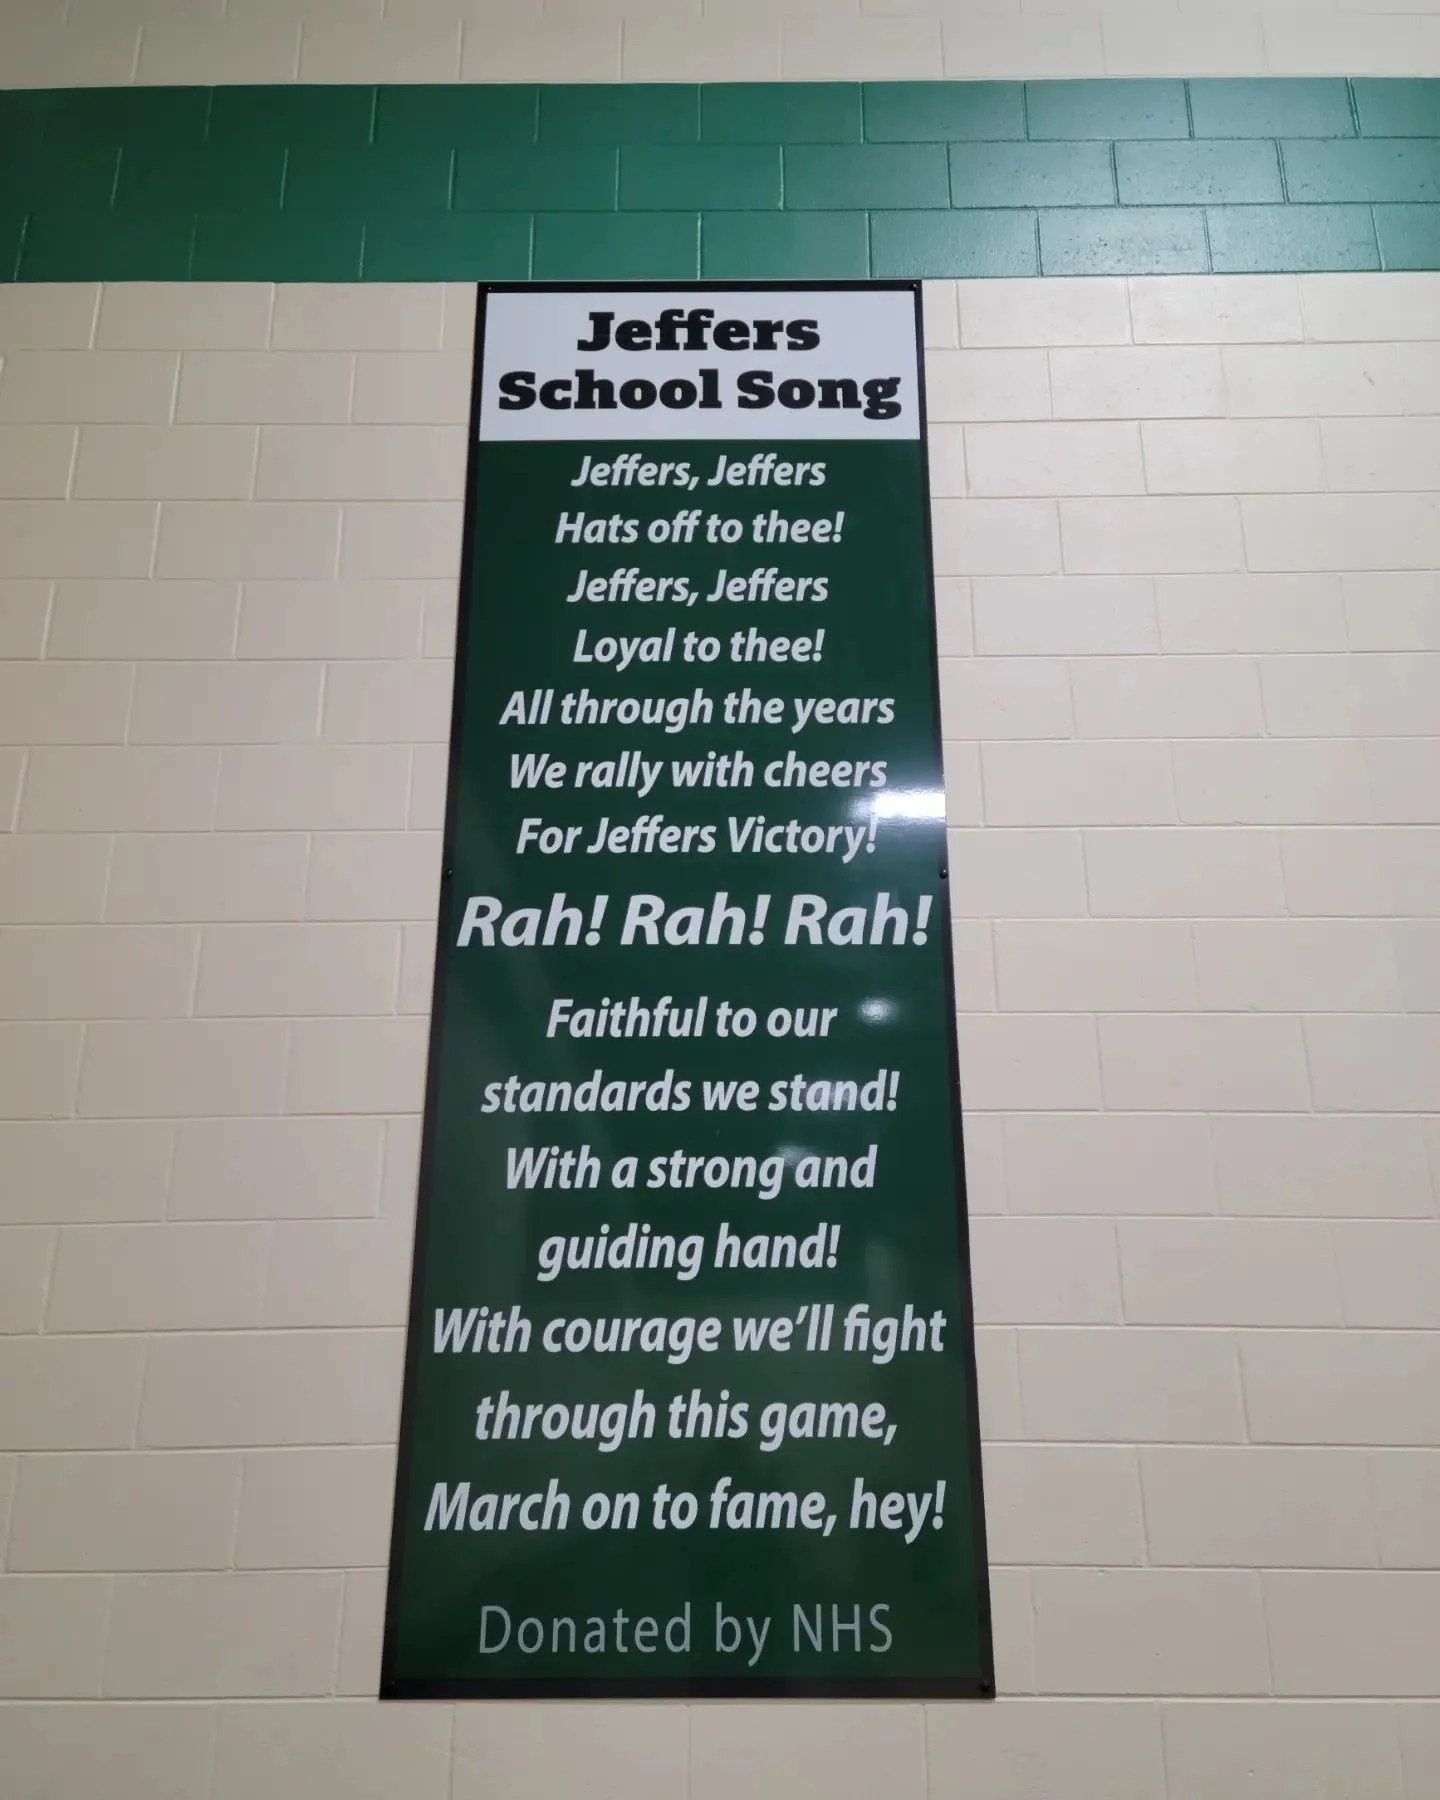 Jeffers
School Song
Jeffers, Jeffers
Hats off to thee!
Jeffers, Jeffers
Loyal to thee!
All through the years
We rally with cheers
For Jeffers Victory!
Rah! Rah! Rah!
Faithful to our
standards we stand!
With a strong and
guiding hand!
With courage we’ll fight
through this game,
March on to fame, hey!
Donated by NHS